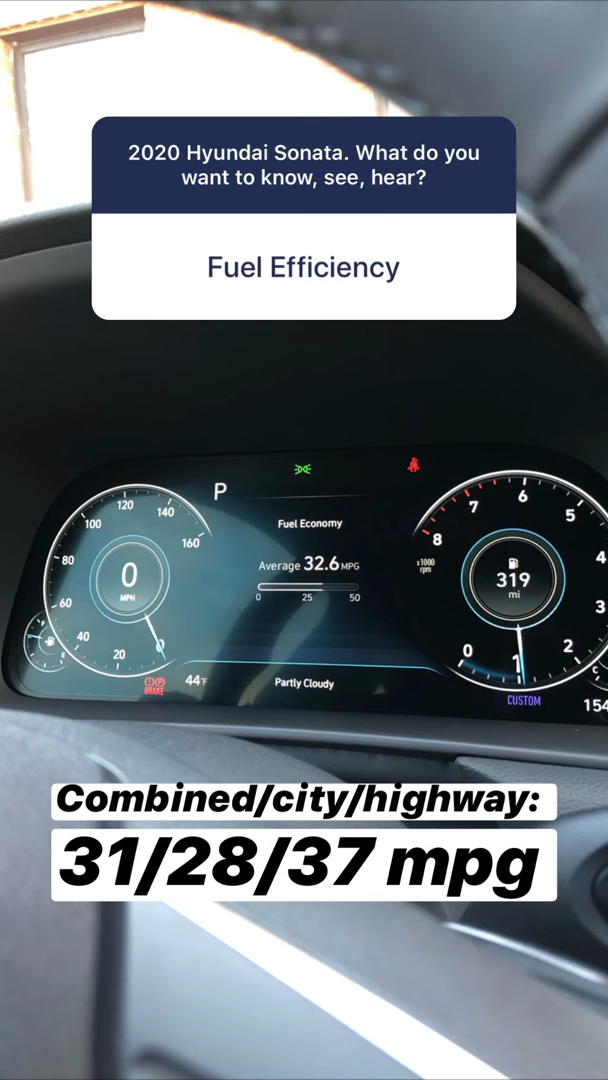 2020 Hyundai Sonata. What do you
want to know, see, hear?
Fuel Efficiency
P
Fuel Economy
Average 32.6 MPG
0 25 50
0
MPH
0 20 40 60 80 100 120 140 160
F
E
x1000
rpm
0 1 2 3 4 5 6 7 8
319
mi
C
BRAKE
44°F
Partly Cloudy
CUSTOM
154
Combined/city/highway:
31/28/37 mpg